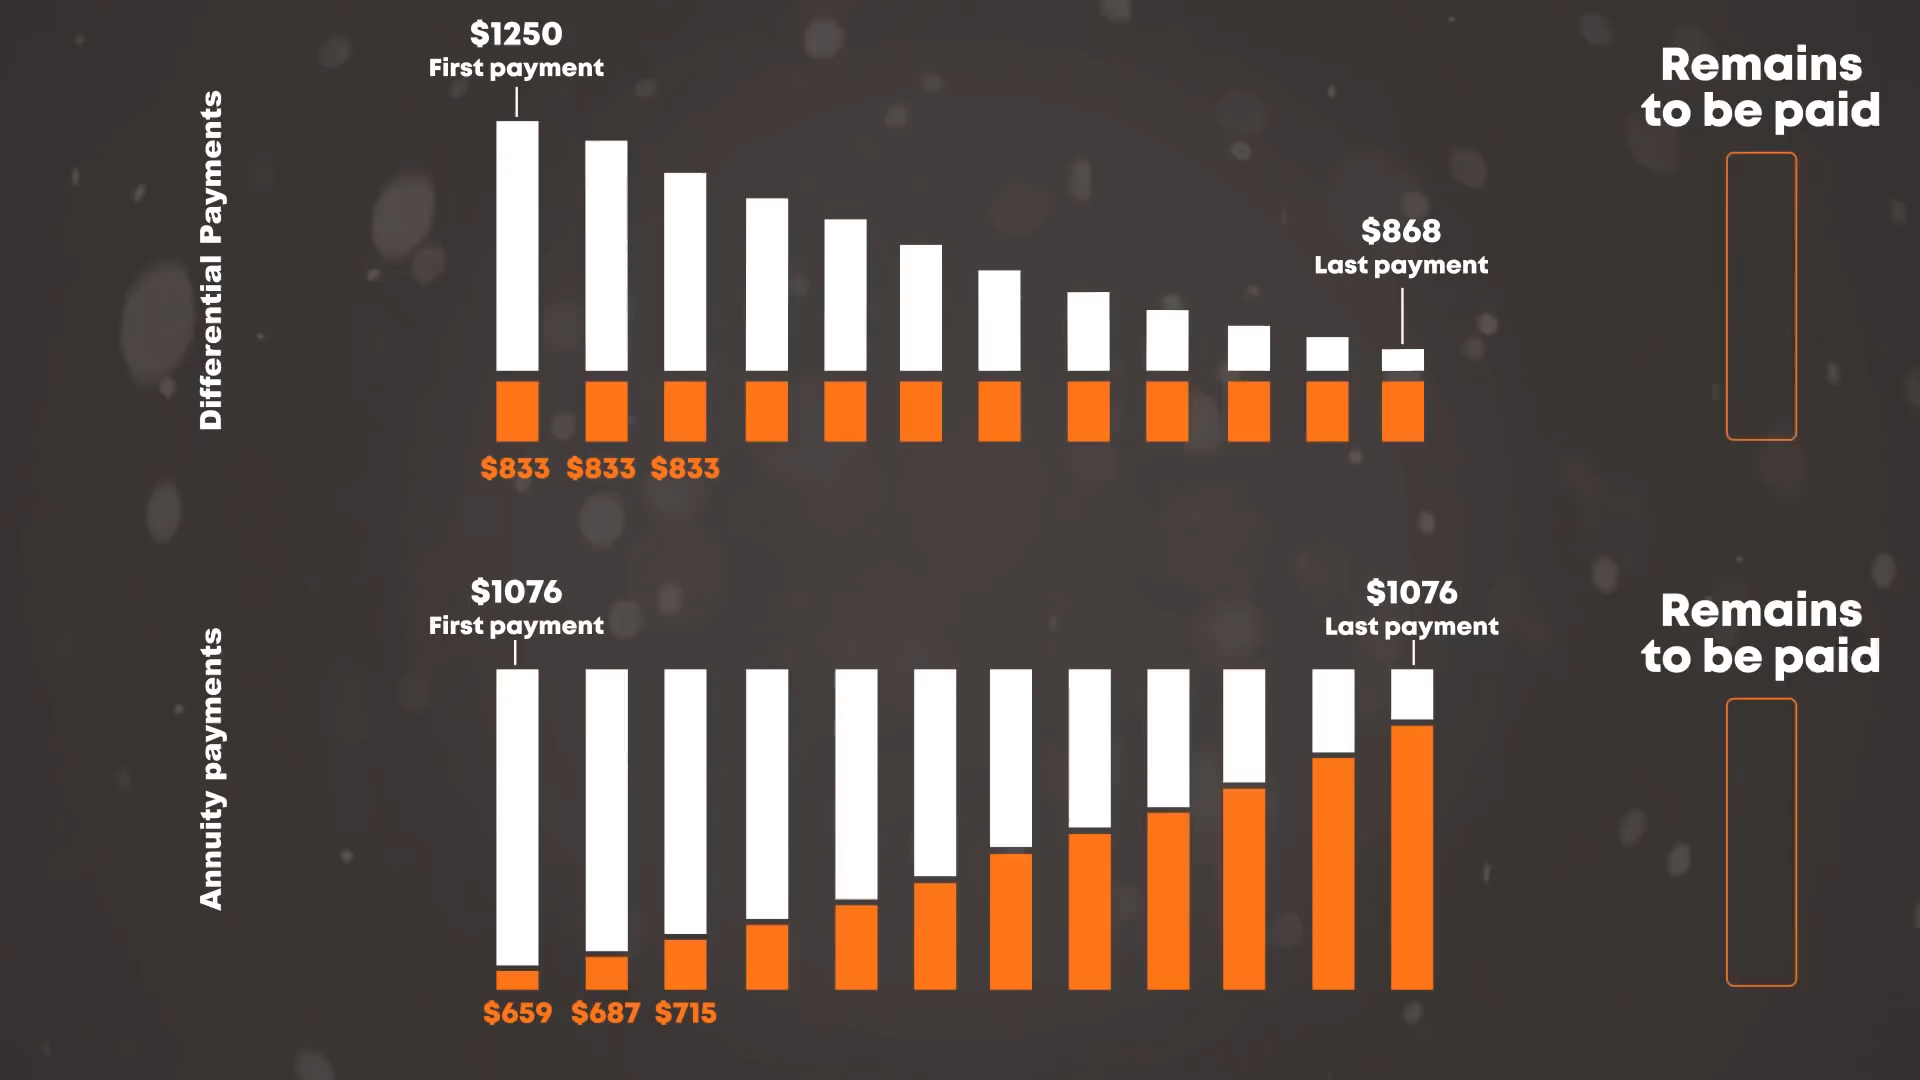 $1250
First payment
Remains
to be paid
Differential Payments
$868
Last payment
$833 $833 $833
$1076
First payment
$1076
Last payment
Remains
to be paid
Annuity payments
$659 $687 $715